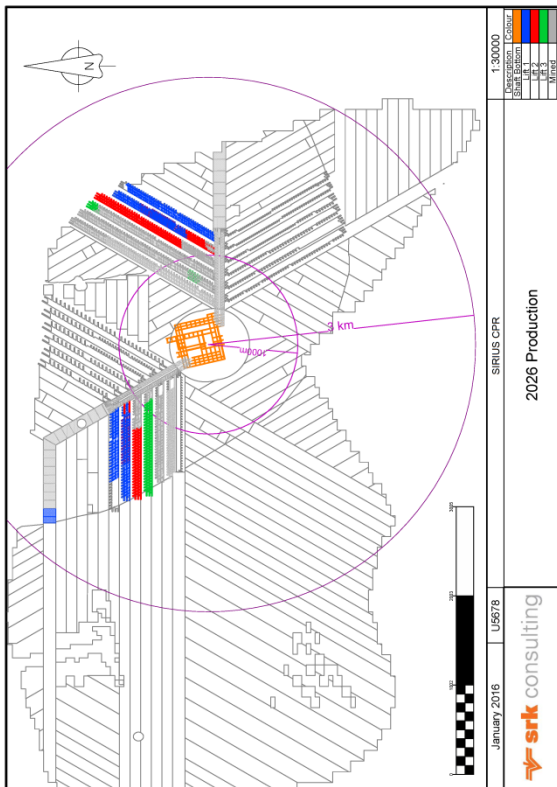 N
3 km
1000m
1:30000
Description Colour
Shaft Bottom
Lift 1
Lift 2
Lift 3
Mined
SIRIUS CPR
2026 Production
U5678
January 2016
srk consulting